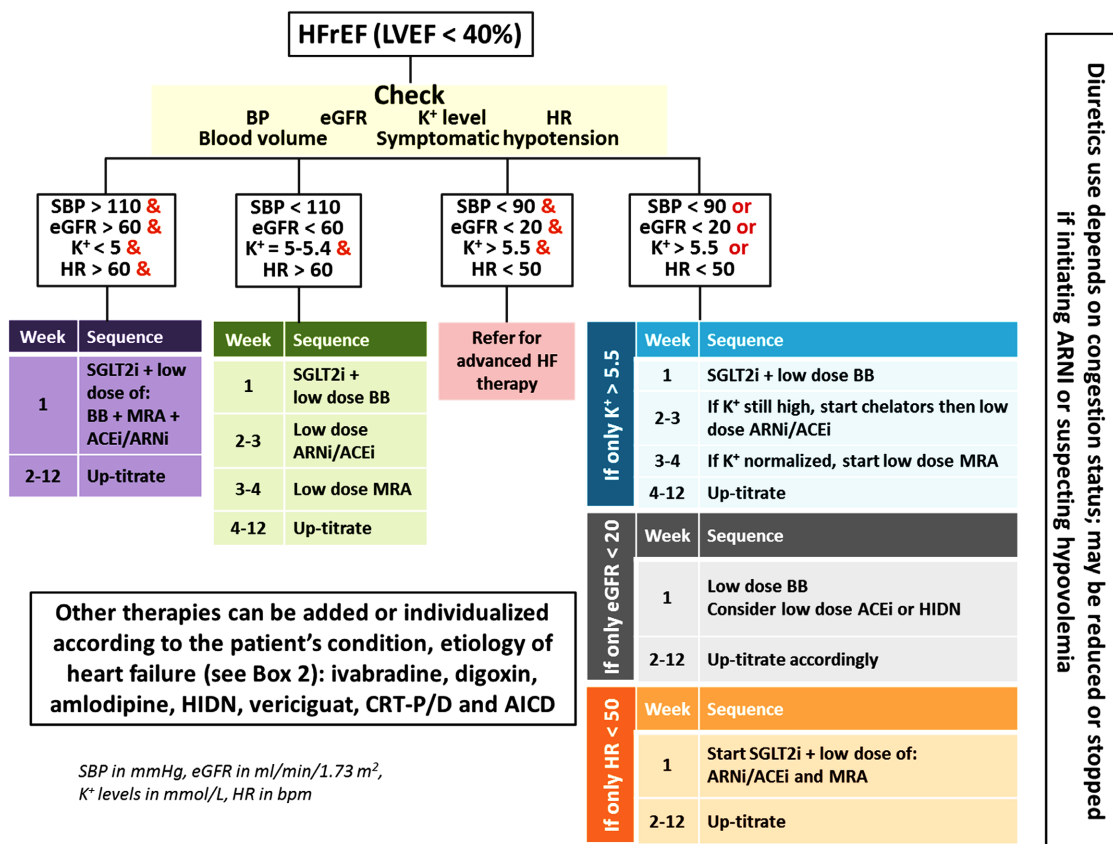 HFrEF (LVEF < 40%)
Check
BP eGFR K⁺ level HR
Blood volume Symptomatic hypotension
SBP > 110 &
eGFR > 60 &
K⁺ < 5 &
HR > 60 &
SBP < 110
eGFR < 60
K⁺ = 5-5.4 &
HR > 60
SBP < 90 &
eGFR < 20 &
K⁺ > 5.5 &
HR < 50
SBP < 90 or
eGFR < 20 or
K⁺ > 5.5 or
HR < 50
Week Sequence
1
SGLT2i + low
dose of:
BB + MRA +
ACEi/ARNi
2-12 Up-titrate
Week Sequence
1
SGLT2i +
low dose BB
2-3
Low dose
ARNi/ACEi
3-4 Low dose MRA
4-12 Up-titrate
Refer for
advanced HF
therapy
If only K⁺ > 5.5
Week Sequence
1 SGLT2i + low dose BB
2-3
If K⁺ still high, start chelators then low
dose ARNi/ACEi
3-4 If K⁺ normalized, start low dose MRA
4-12 Up-titrate
If only eGFR < 20
Week Sequence
1
Low dose BB
Consider low dose ACEi or HIDN
2-12 Up-titrate accordingly
If only HR < 50
Week Sequence
1
Start SGLT2i + low dose of:
ARNi/ACEi and MRA
2-12 Up-titrate
Other therapies can be added or individualized
according to the patient's condition, etiology of
heart failure (see Box 2): ivabradine, digoxin,
amlodipine, HIDN, vericiguat, CRT-P/D and AICD
SBP in mmHg, eGFR in ml/min/1.73 m²,
K⁺ levels in mmol/L, HR in bpm
Diuretics use depends on congestion status; may be reduced or stopped
if initiating ARNI or suspecting hypovolemia